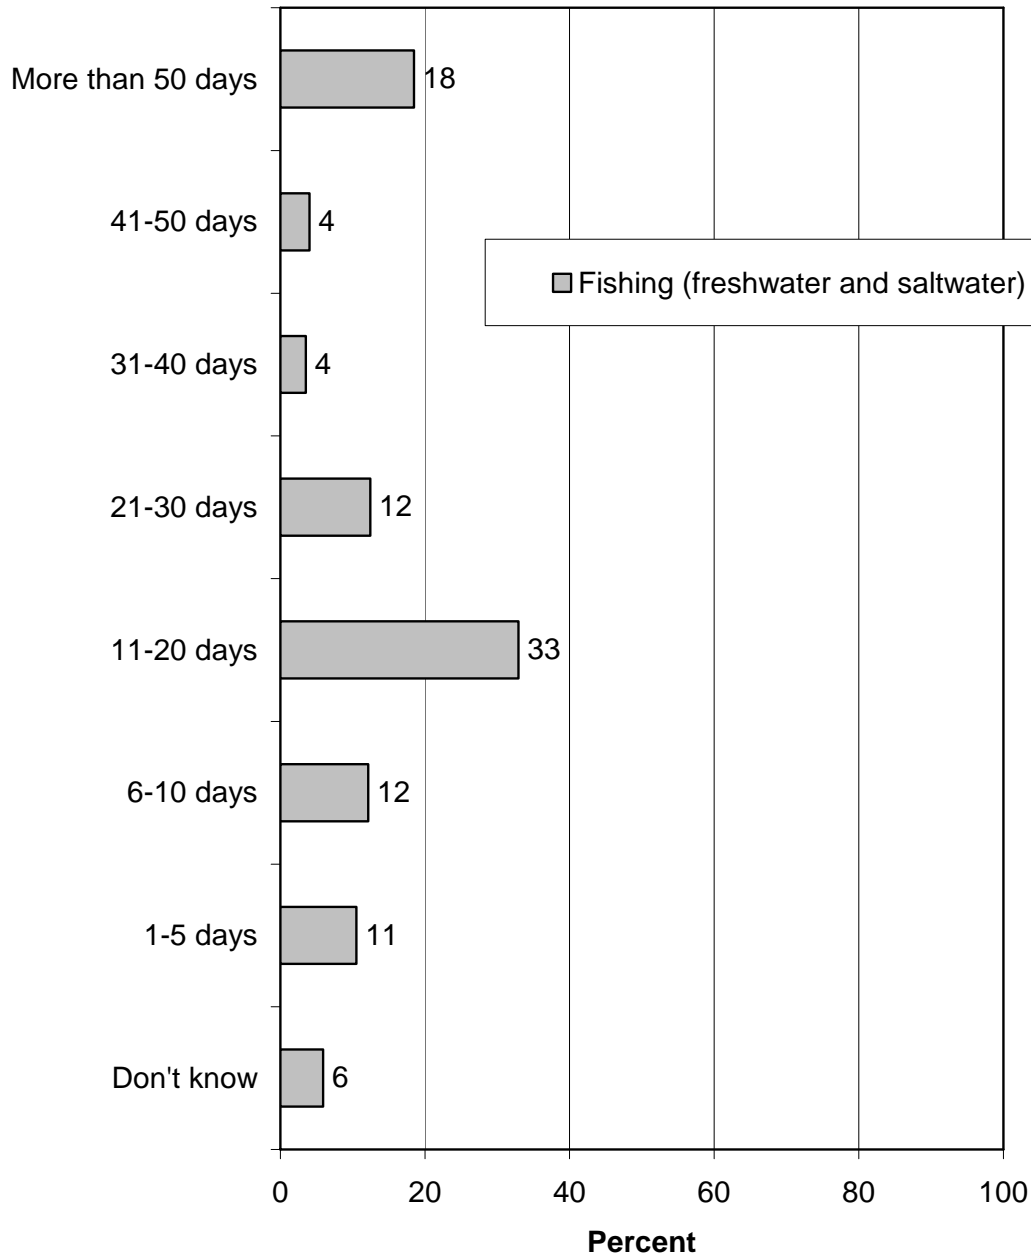 More than 50 days 18
41-50 days 4
Fishing (freshwater and saltwater)
31-40 days 4
21-30 days 12
11-20 days 33
6-10 days 12
1-5 days 11
Don't know 6
0 20 40 60 80 100
Percent